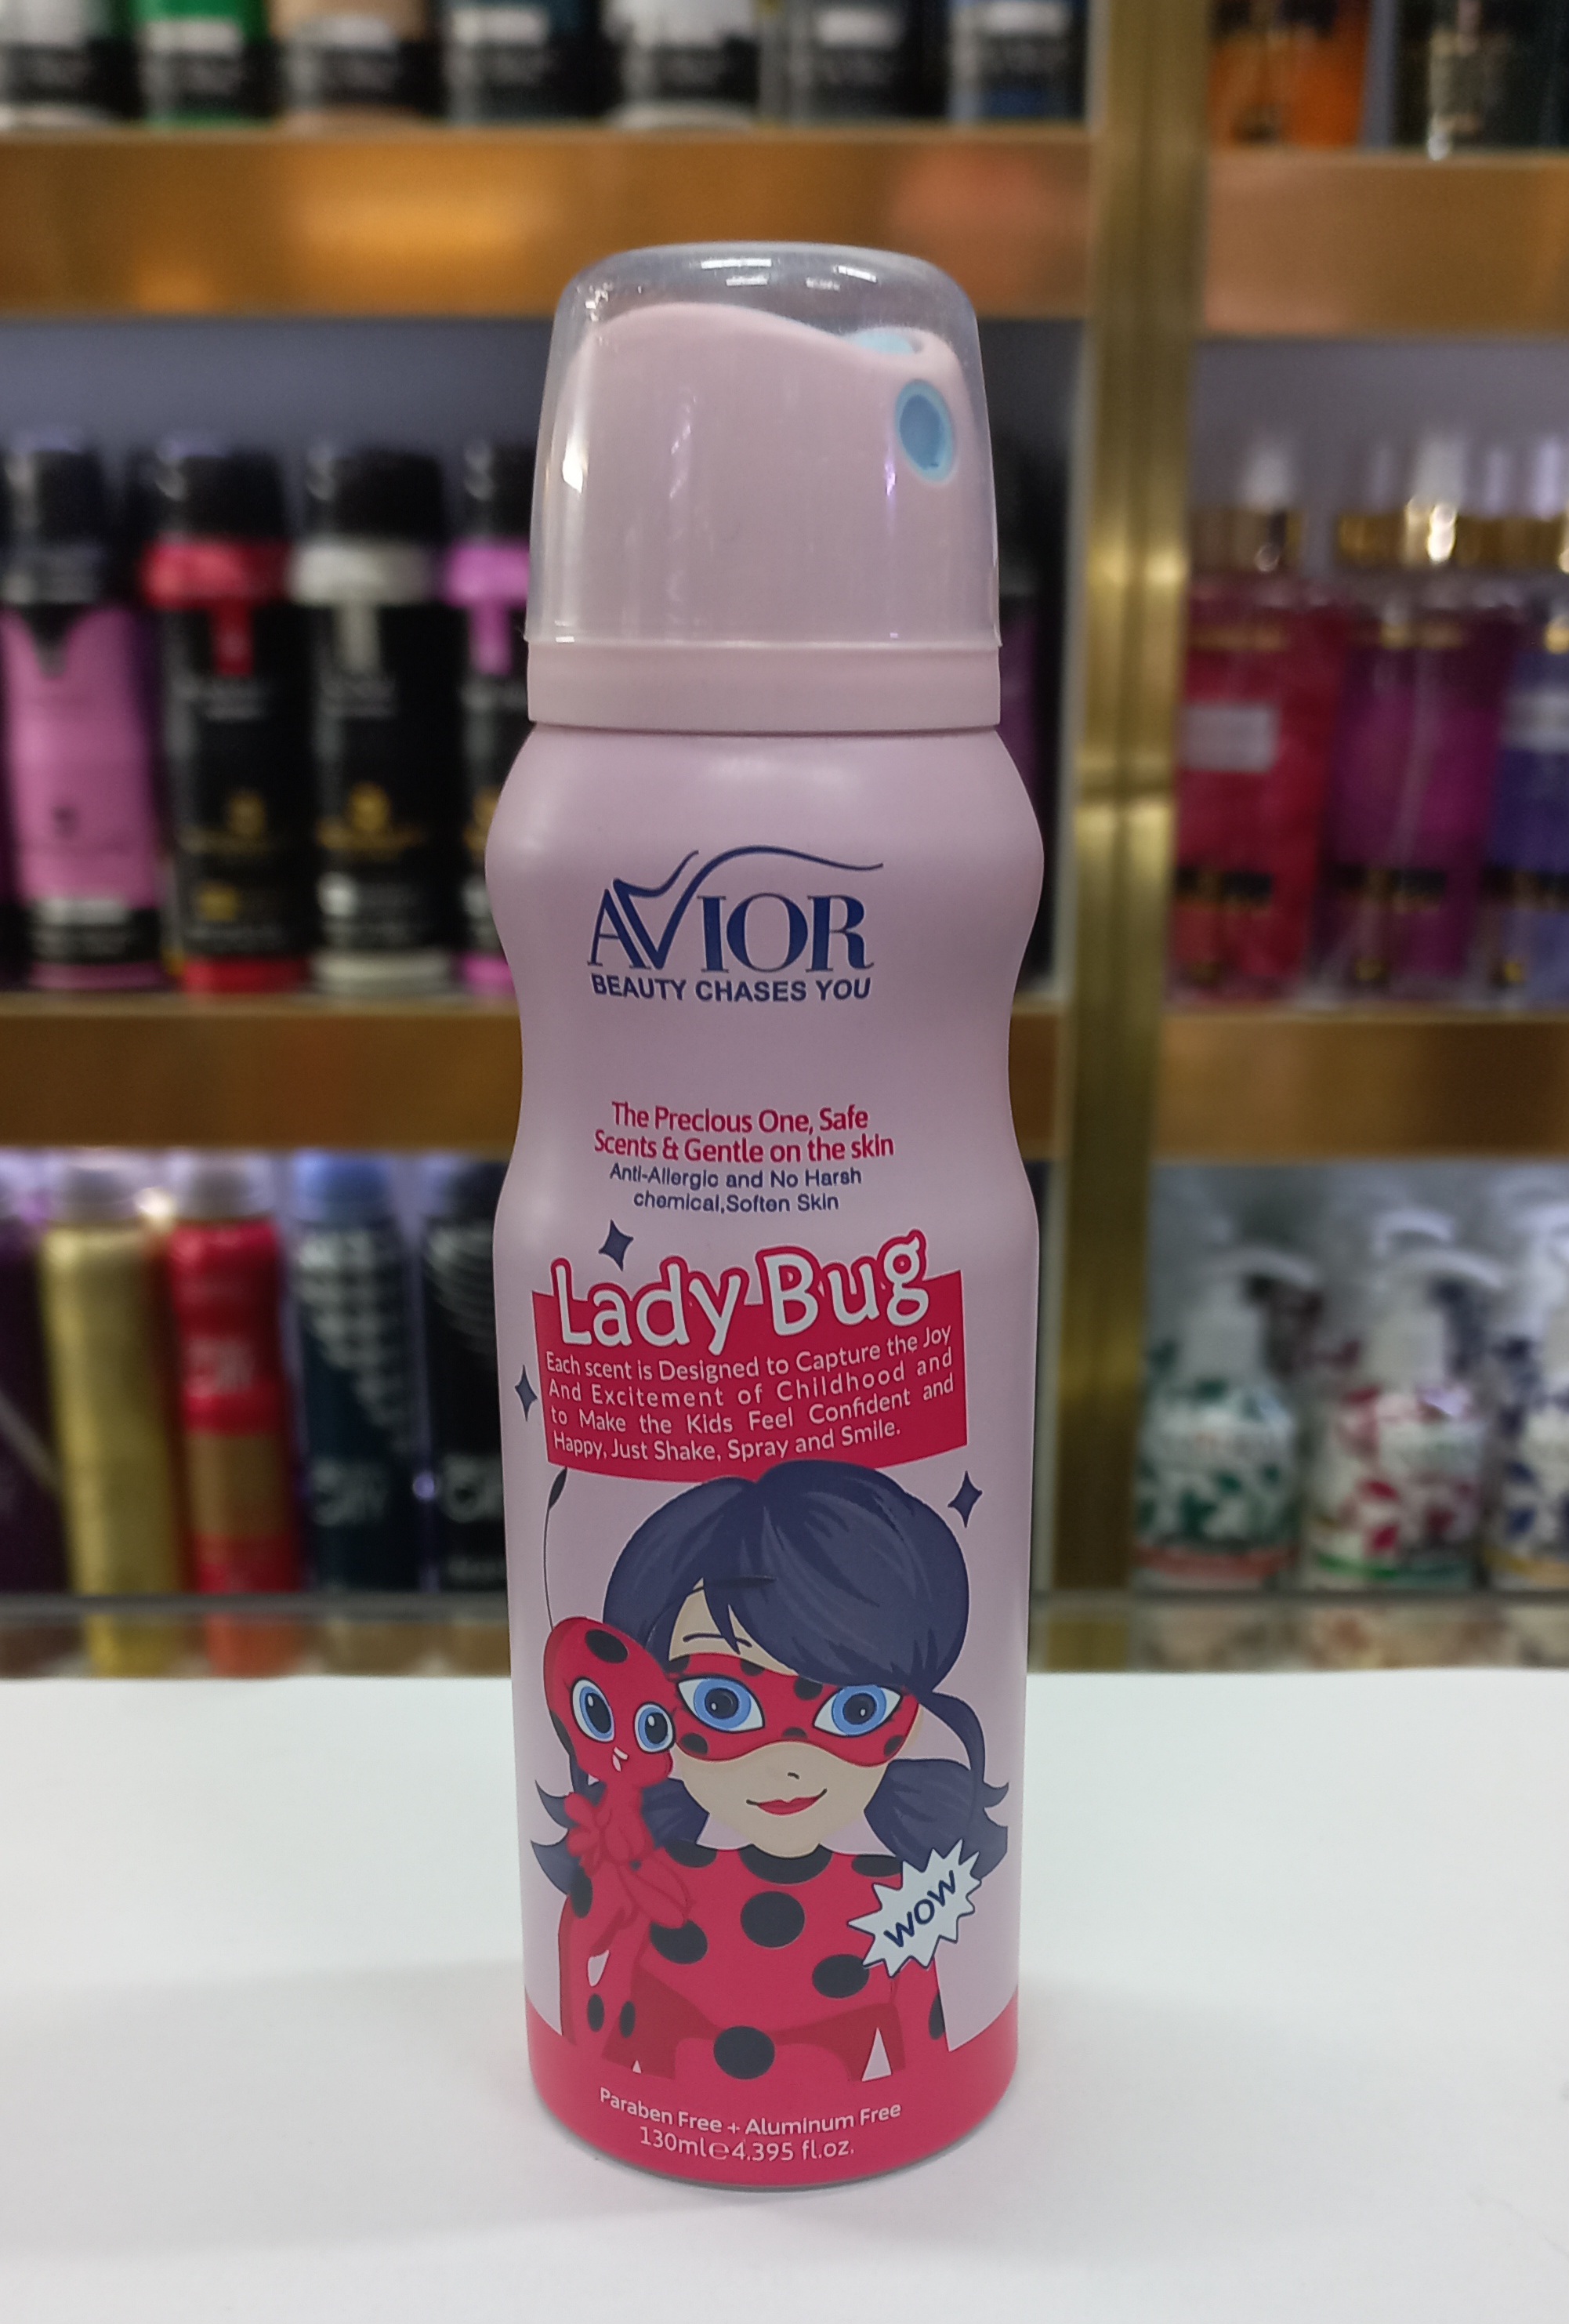 AVIOR
BEAUTY CHASES YOU
The Precious One, Safe
Scents & Gentle on the skin
Anti-Allergic and No Harsh
chemical,Soften Skin
Lady Bug
Each scent is Designed to Capture the Joy
And Excitement of Childhood and
to Make the Kids Feel Confident and
Happy, Just Shake, Spray and Smile.
WOW
Paraben Free + Aluminum Free
130ml℮4.395 fl.oz.